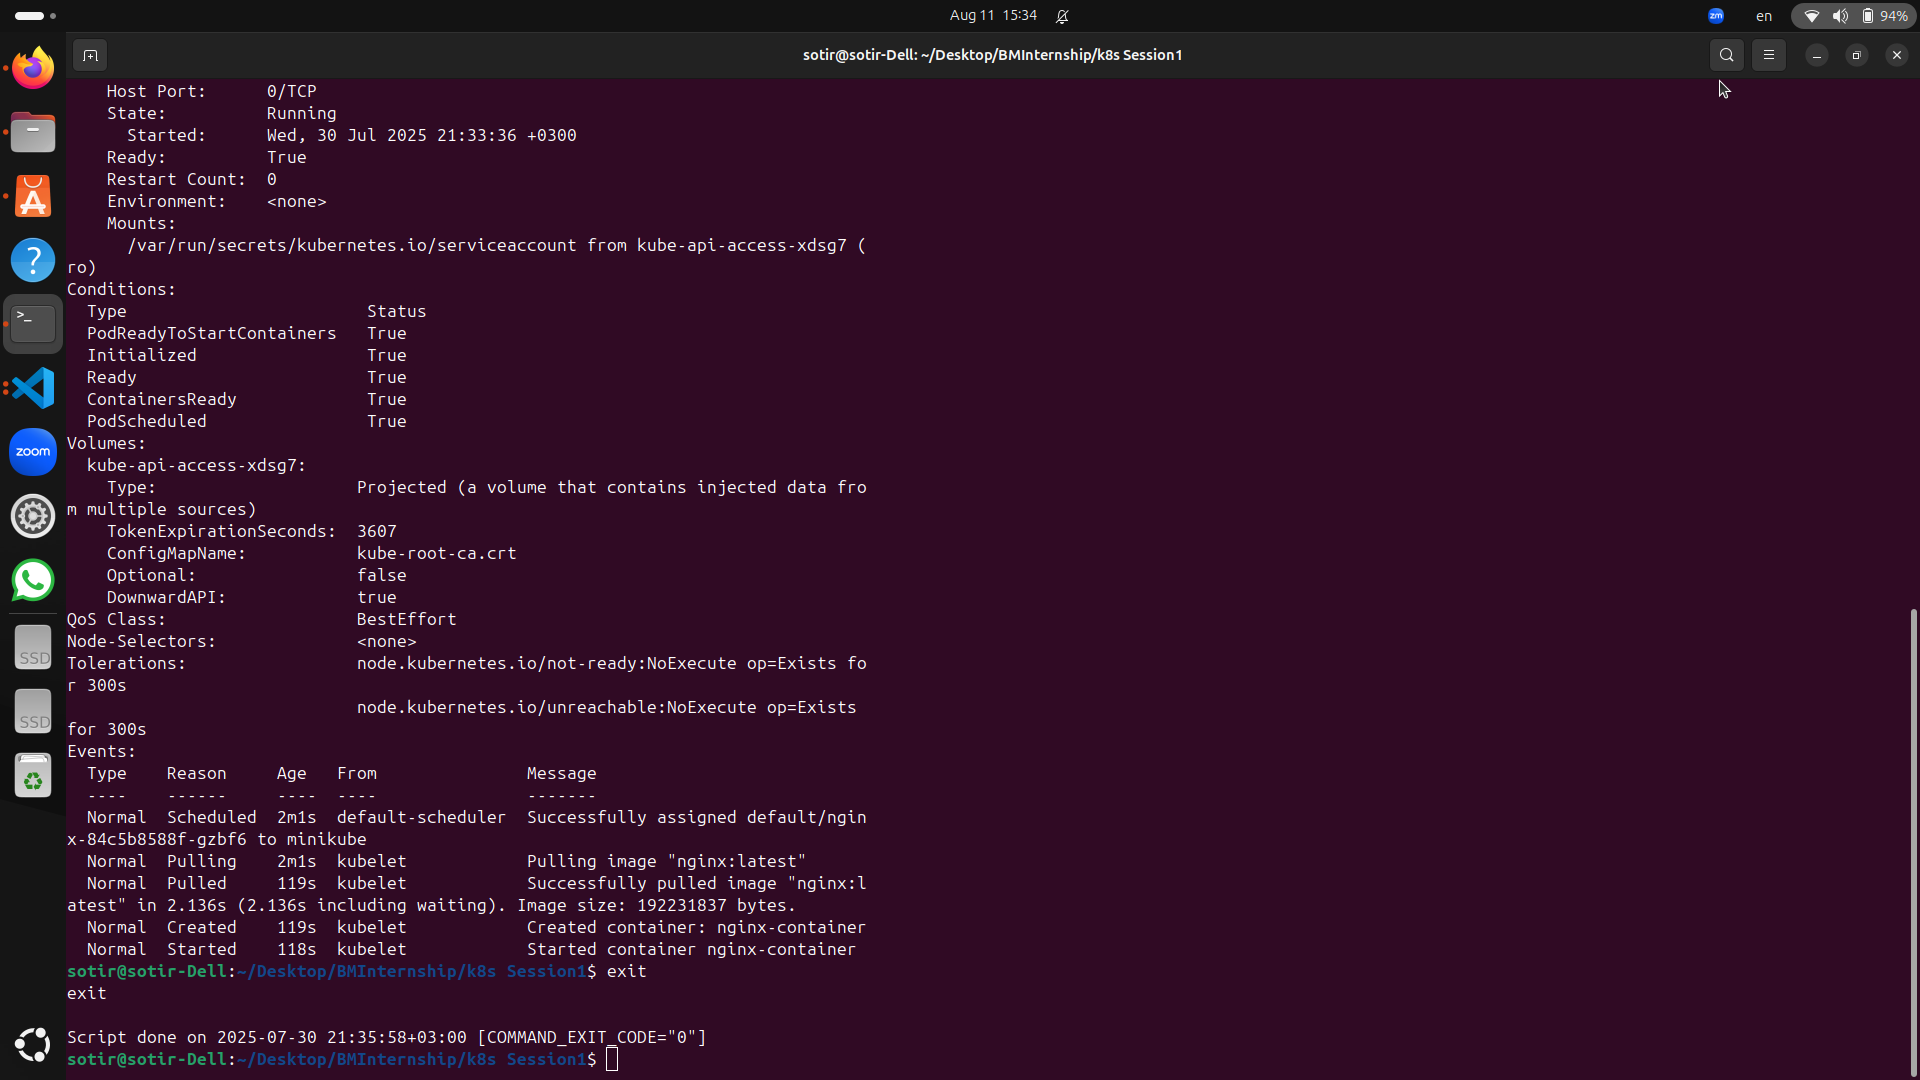 Aug 11 15:34
zm
en
94%
sotir@sotir-Dell: ~/Desktop/BMInternship/k8s Session1
    Host Port:      0/TCP
    State:          Running
      Started:      Wed, 30 Jul 2025 21:33:36 +0300
    Ready:          True
    Restart Count:  0
    Environment:    <none>
    Mounts:
      /var/run/secrets/kubernetes.io/serviceaccount from kube-api-access-xdsg7 (
ro)
Conditions:
  Type                        Status
  PodReadyToStartContainers   True
  Initialized                 True
  Ready                       True
  ContainersReady             True
  PodScheduled                True
Volumes:
  kube-api-access-xdsg7:
    Type:                    Projected (a volume that contains injected data fro
m multiple sources)
    TokenExpirationSeconds:  3607
    ConfigMapName:           kube-root-ca.crt
    Optional:                false
    DownwardAPI:             true
QoS Class:                   BestEffort
Node-Selectors:              <none>
Tolerations:                 node.kubernetes.io/not-ready:NoExecute op=Exists fo
r 300s
                             node.kubernetes.io/unreachable:NoExecute op=Exists
for 300s
Events:
  Type    Reason     Age   From               Message
  ----    ------     ----  ----               -------
  Normal  Scheduled  2m1s  default-scheduler  Successfully assigned default/ngin
x-84c5b8588f-gzbf6 to minikube
  Normal  Pulling    2m1s  kubelet            Pulling image "nginx:latest"
  Normal  Pulled     119s  kubelet            Successfully pulled image "nginx:l
atest" in 2.136s (2.136s including waiting). Image size: 192231837 bytes.
  Normal  Created    119s  kubelet            Created container: nginx-container
  Normal  Started    118s  kubelet            Started container nginx-container
sotir@sotir-Dell:~/Desktop/BMInternship/k8s Session1$ exit
exit
Script done on 2025-07-30 21:35:58+03:00 [COMMAND_EXIT_CODE="0"]
sotir@sotir-Dell:~/Desktop/BMInternship/k8s Session1$
zoom
SSD
SSD